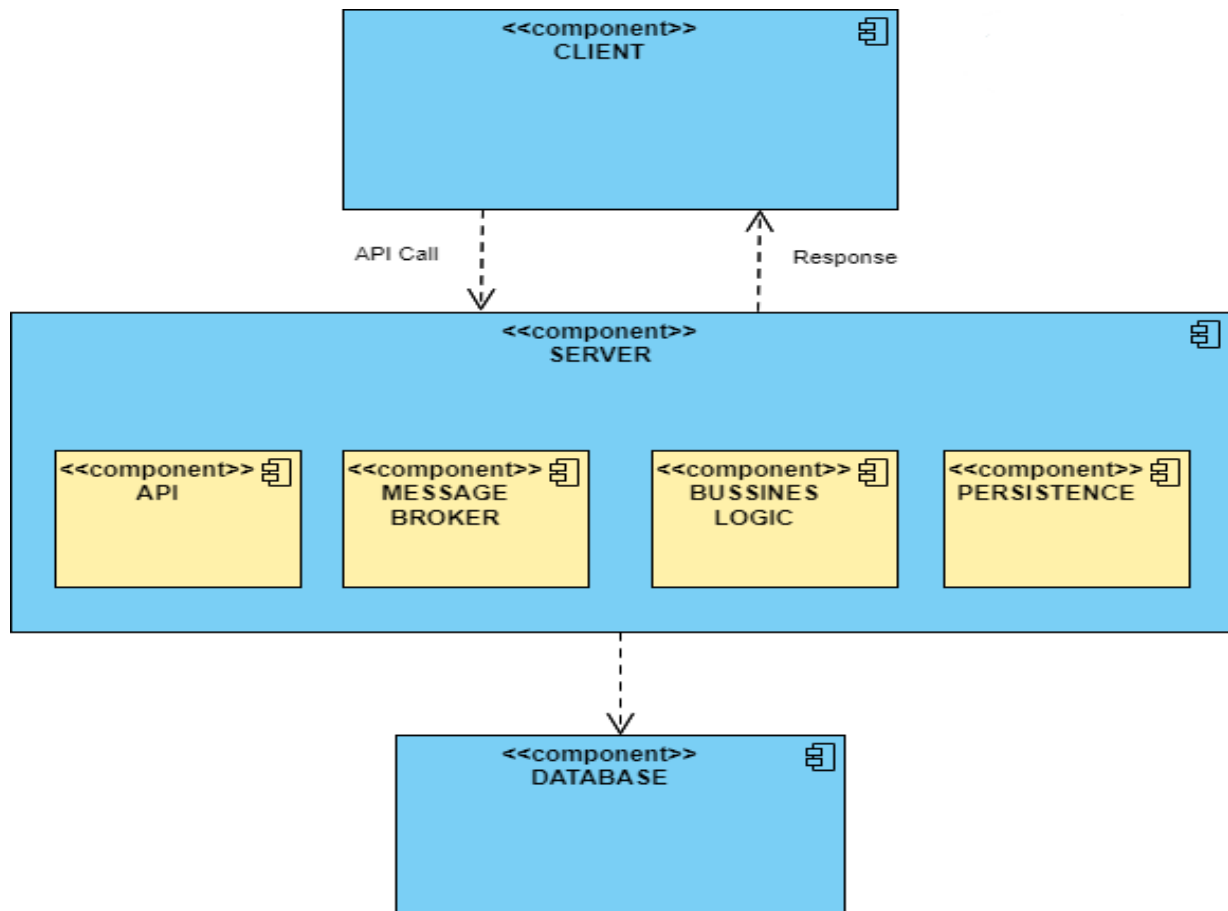 <<component>>
CLIENT
API Call
Response
<<component>>
SERVER
<<component>>
API
<<component>>
MESSAGE
BROKER
<<component>>
BUSSINES
LOGIC
<<component>>
PERSISTENCE
<<component>>
DATABASE